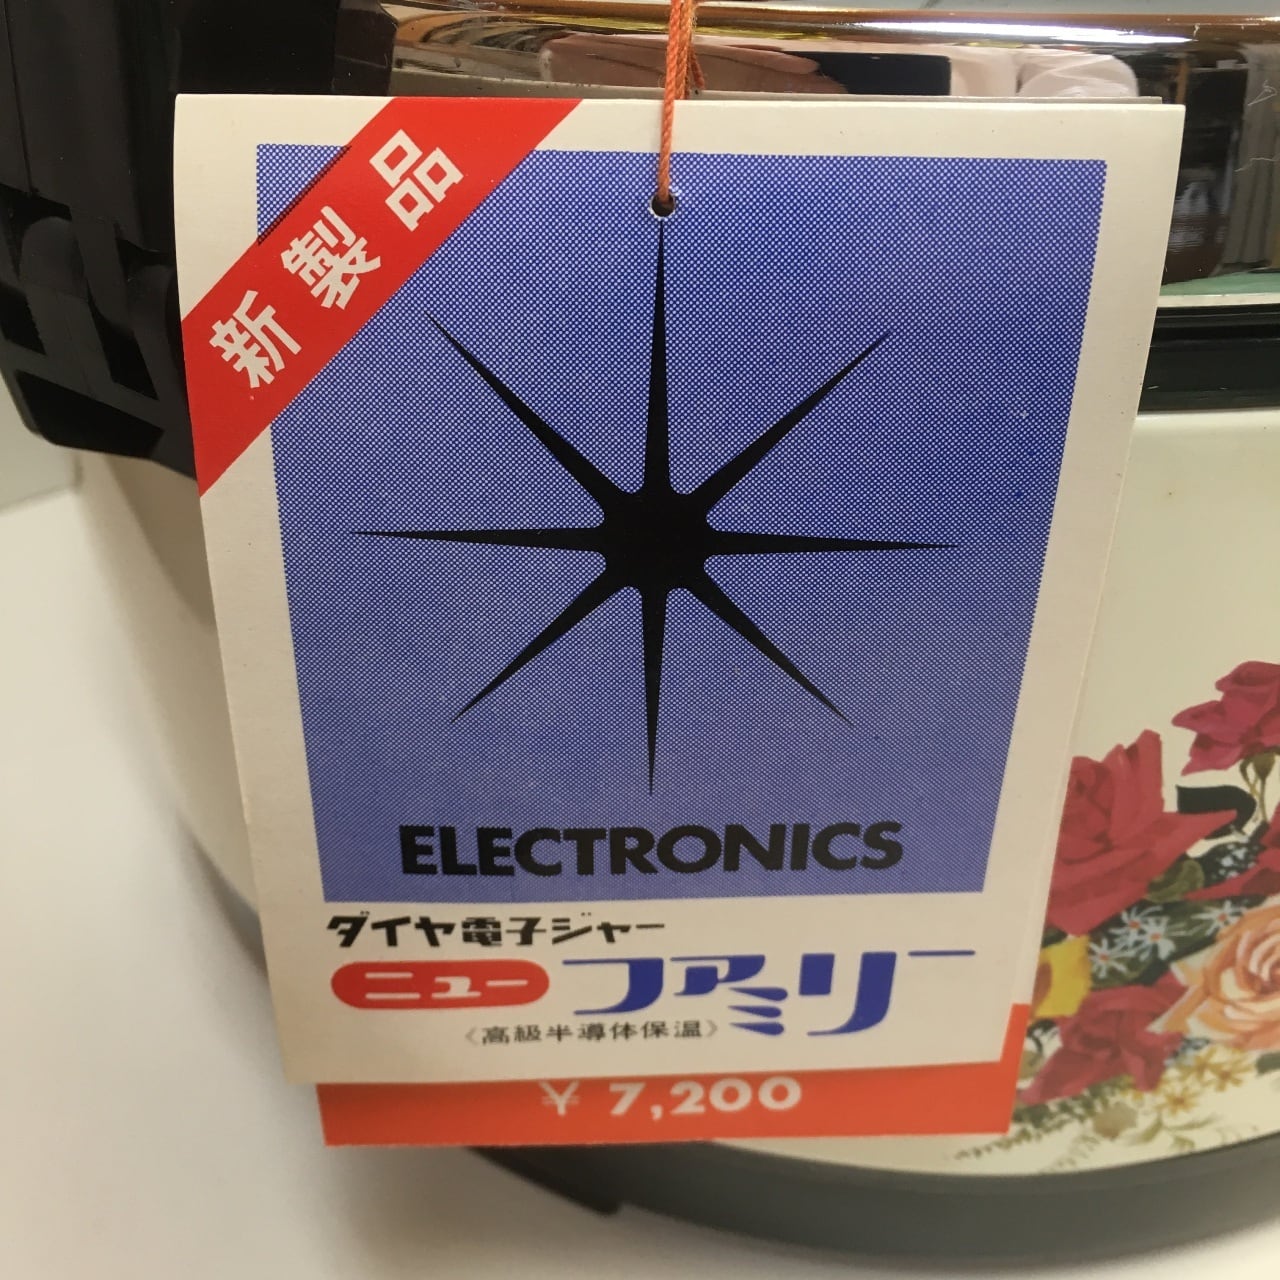 新製品
ELECTRONICS
ダイヤ電子ジャー
ニューファミリー
《高級半導体保温》
¥ 7,200